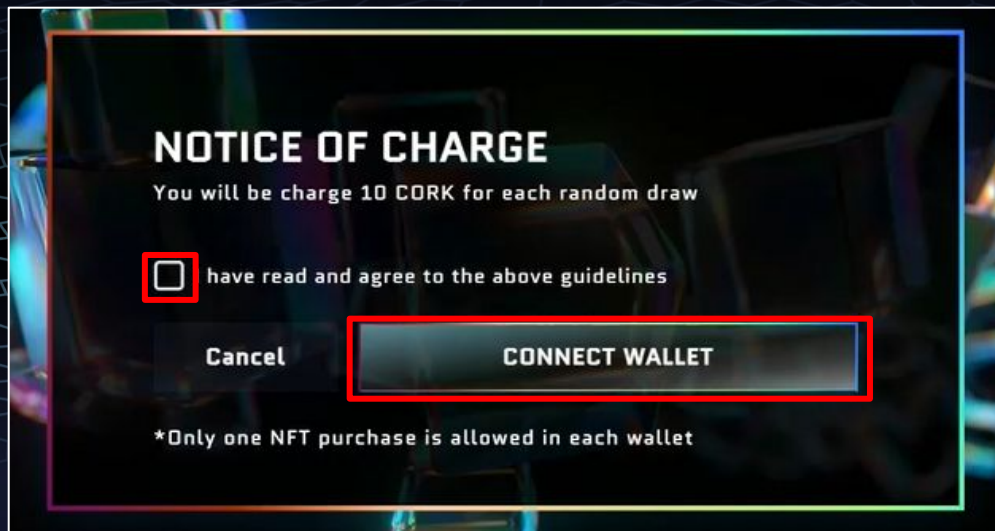 NOTICE OF CHARGE
You will be charge 10 CORK for each random draw
have read and agree to the above guidelines
Cancel
CONNECT WALLET
*Only one NFT purchase is allowed in each wallet